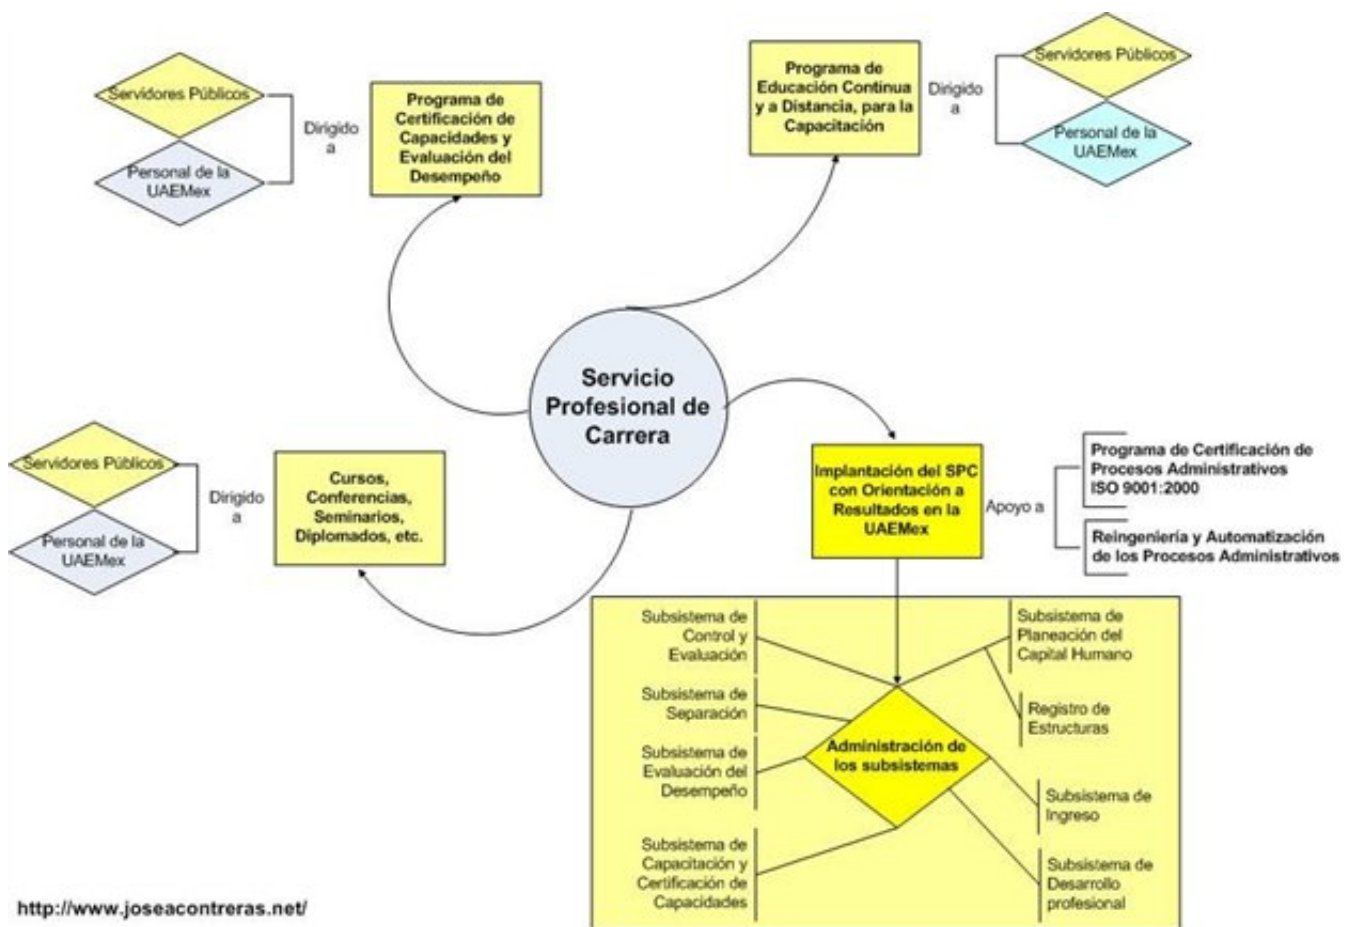 Servidores Públicos
Personal de la
UAEMex
Dirigido
a
Programa de
Certificación de
Capacidades y
Evaluación del
Desempeño
Programa de
Educación Continua
y a Distancia, para la
Capacitación
Dirigido
a
Servidores Públicos
Personal de la
UAEMex
Servicio
Profesional de
Carrera
Servidores Públicos
Personal de la
UAEMex
Dirigido
a
Cursos,
Conferencias,
Seminarios,
Diplomados, etc.
Implantación del SPC
con Orientación a
Resultados en la
UAEMex
Apoyo a
Programa de Certificación de
Procesos Administrativos
ISO 9001:2000
Reingeniería y Automatización
de los Procesos Administrativos
Subsistema de
Control y
Evaluación
Subsistema de
Separación
Subsistema de
Evaluación del
Desempeño
Subsistema de
Capacitación y
Certificación de
Capacidades
Administración de
los subsistemas
Subsistema de
Planeación del
Capital Humano
Registro de
Estructuras
Subsistema de
Ingreso
Subsistema de
Desarrollo
profesional
http://www.joseacontreras.net/